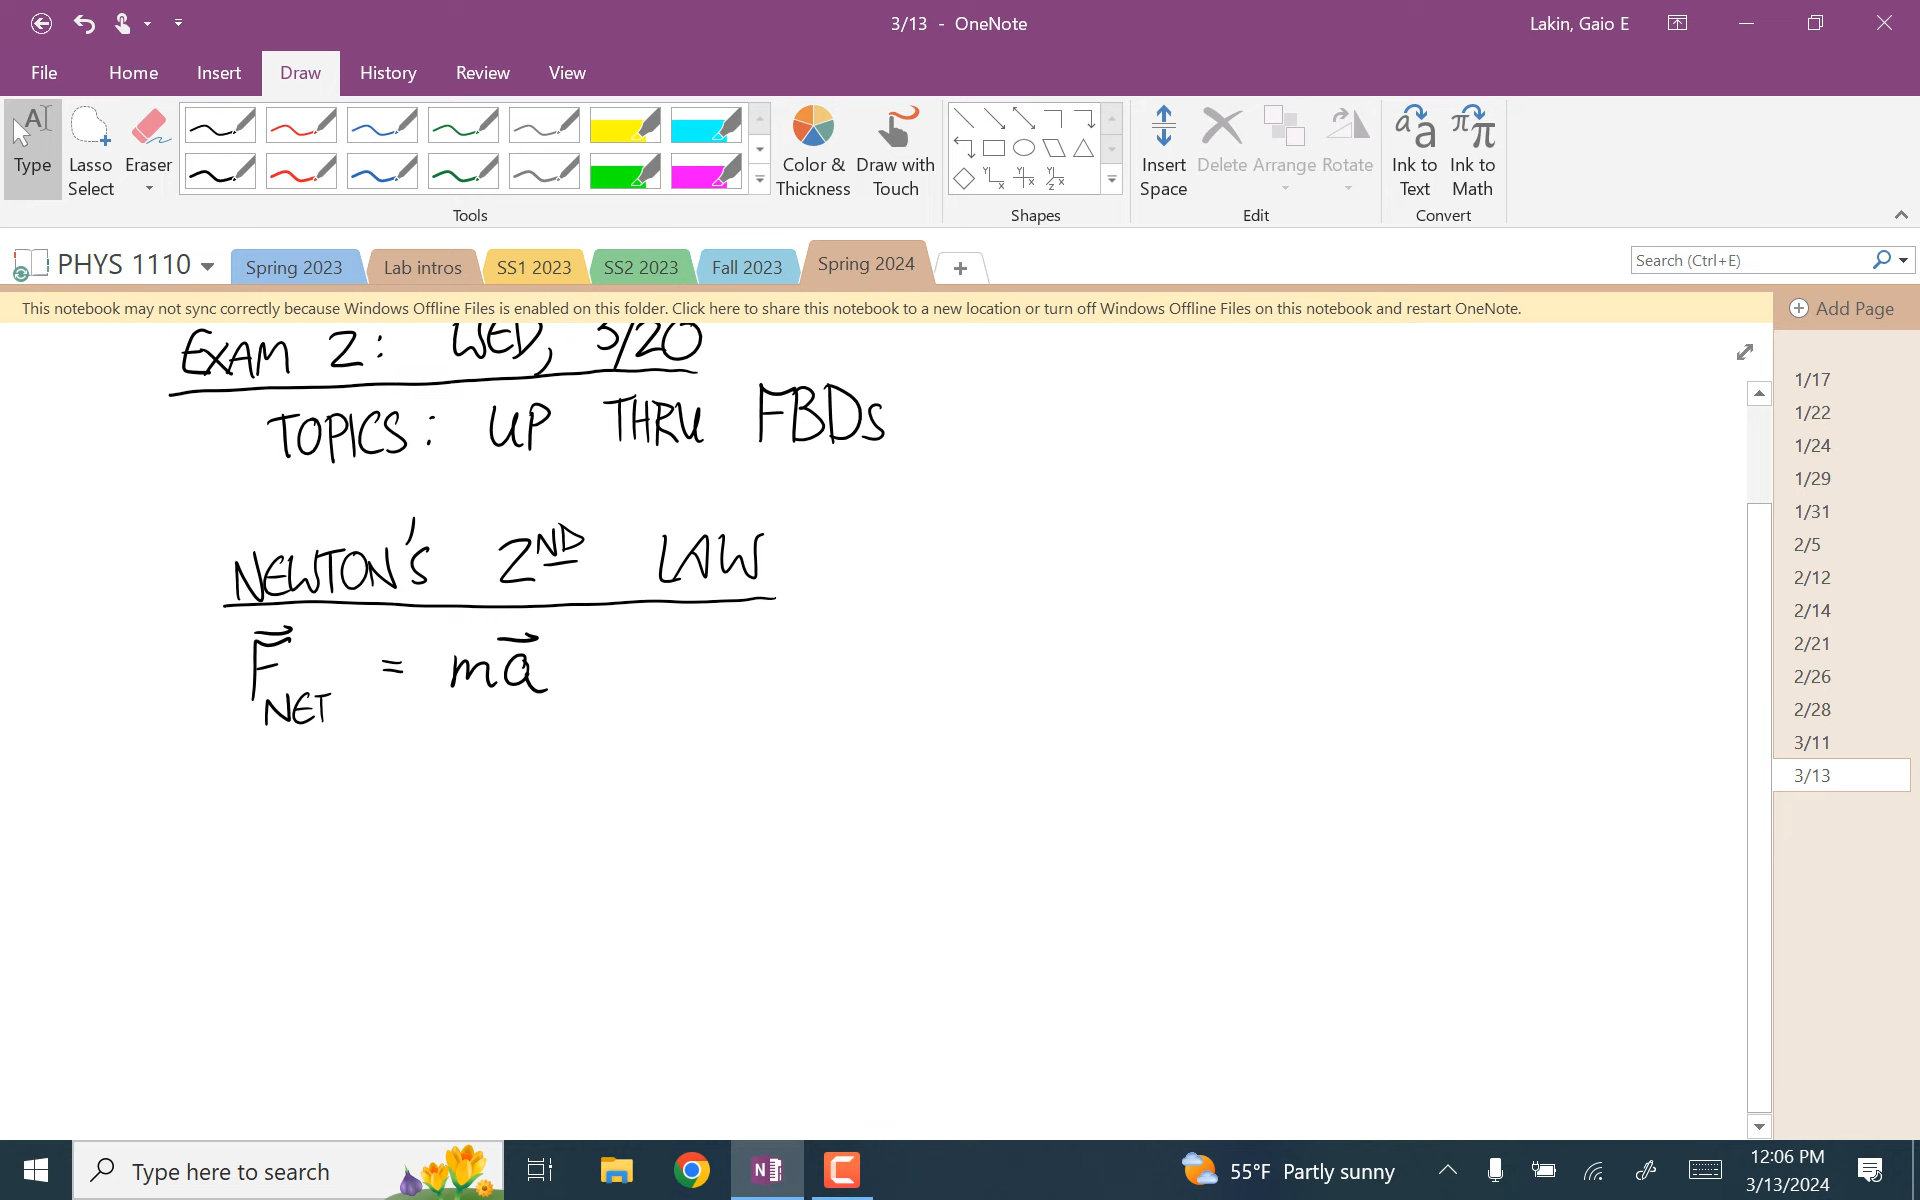 3/13 - OneNote
Lakin, Gaio E
File Home Insert Draw History Review View
Type
Lasso Select
Eraser
Color & Thickness
Draw with Touch
Insert Space
Delete
Arrange
Rotate
Ink to Text
Ink to Math
Tools
Shapes
Edit
Convert
PHYS 1110
Spring 2023 Lab intros SS1 2023 SS2 2023 Fall 2023 Spring 2024
Search (Ctrl+E)
This notebook may not sync correctly because Windows Offline Files is enabled on this folder. Click here to share this notebook to a new location or turn off Windows Offline Files on this notebook and restart OneNote.
Add Page
EXAM 2: WED, 3/20
TOPICS: UP THRU FBDs
NEWTON'S 2ND LAW
F⃗NET = ma⃗
1/17
1/22
1/24
1/29
1/31
2/5
2/12
2/14
2/21
2/26
2/28
3/11
3/13
Type here to search
55°F Partly sunny
12:06 PM
3/13/2024